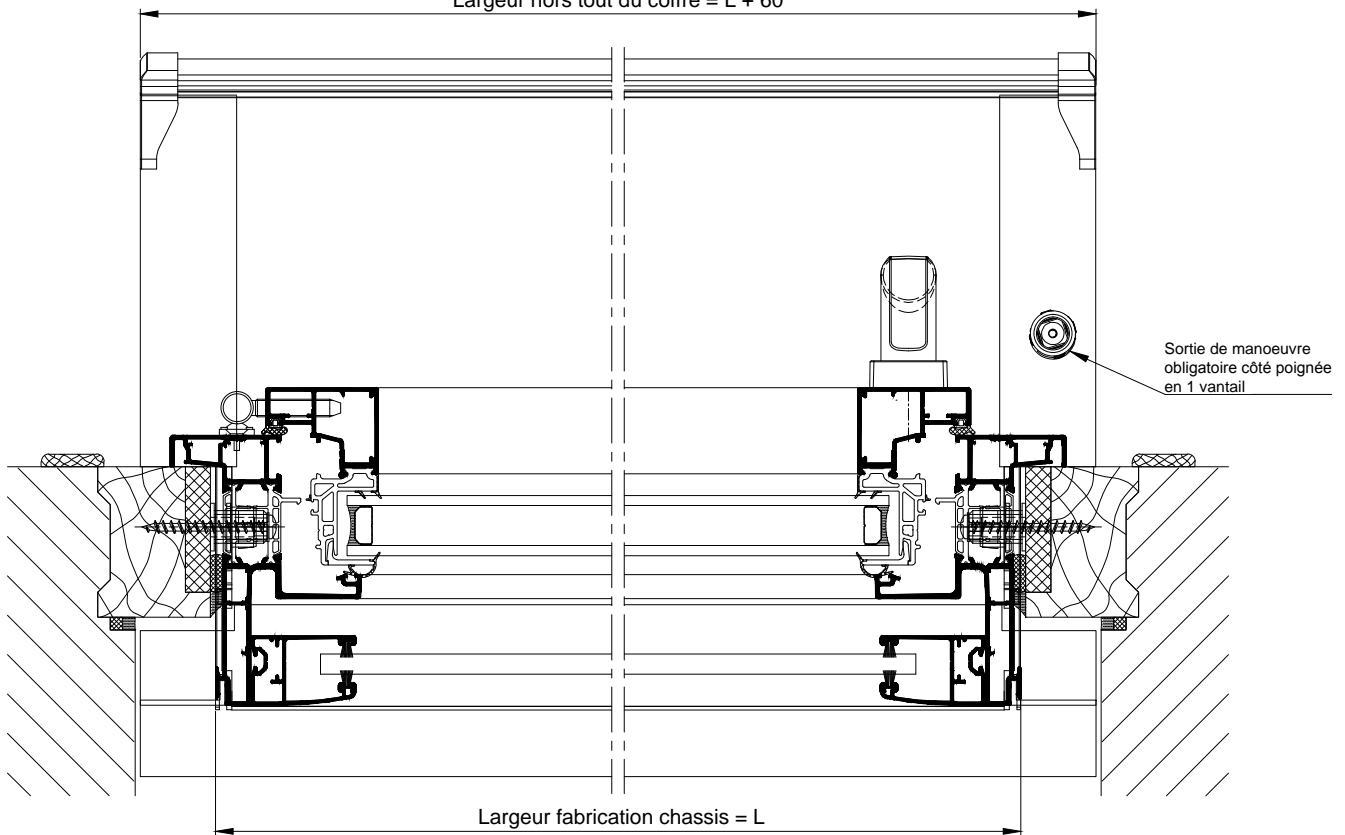 Largeur hors tout du coffre = L + 60
Sortie de manoeuvre
obligatoire côté poignée
en 1 vantail
Largeur fabrication chassis = L